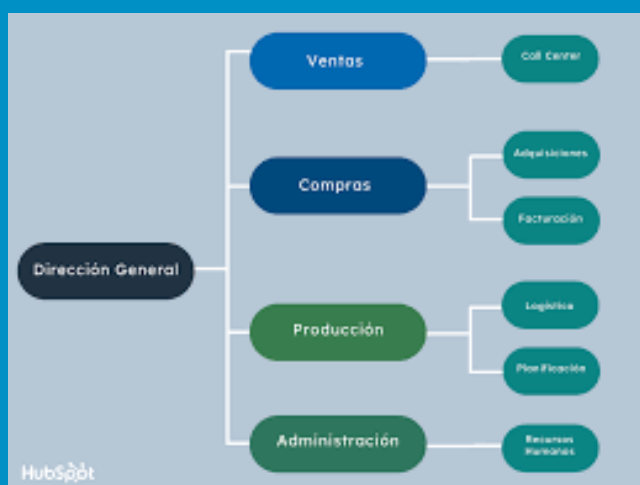 Ventas
Call Center
Compras
Adquisiciones
Facturación
Dirección General
Producción
Logística
Planificación
Administración
Recursos
Humanos
HubSpot